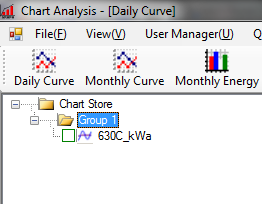 Chart Analysis - [Daily Curve]
File(F) View(V) User Manager(U) Quit(
Daily Curve Monthly Curve Monthly Energy
Chart Store
Group 1
630C_kWa